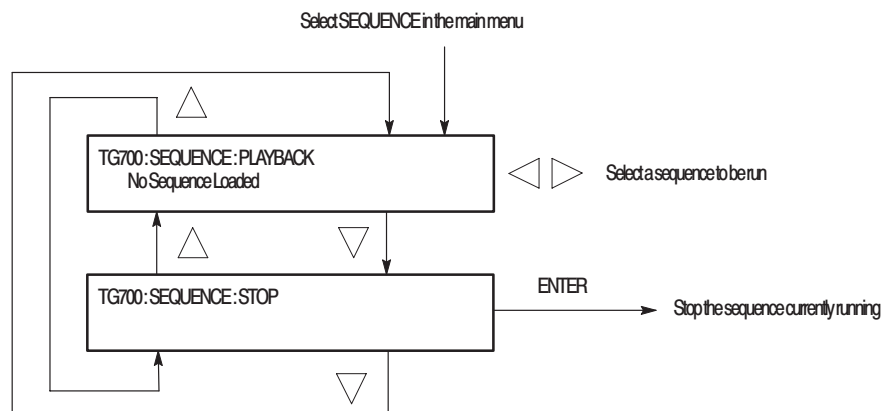 Select SEQUENCE in the main menu
TG700 : SEQUENCE : PLAYBACK
No Sequence Loaded
Select a sequence to be run
TG700 : SEQUENCE : STOP
ENTER
Stop the sequence currently running